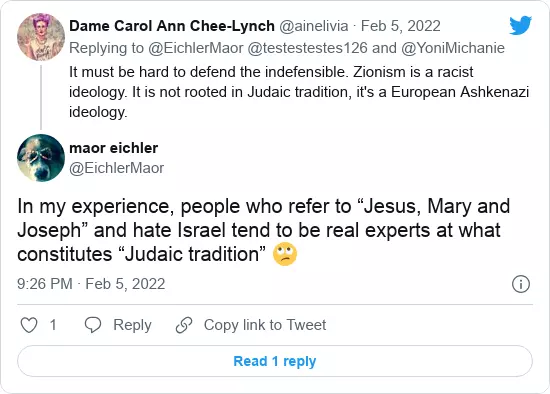 Dame Carol Ann Chee-Lynch @ainelivia · Feb 5, 2022
Replying to @EichlerMaor @testestestes126 and @YoniMichanie
It must be hard to defend the indefensible. Zionism is a racist
ideology. It is not rooted in Judaic tradition, it's a European Ashkenazi
ideology.
maor eichler
@EichlerMaor
In my experience, people who refer to “Jesus, Mary and
Joseph” and hate Israel tend to be real experts at what
constitutes “Judaic tradition” 🙄
9:26 PM · Feb 5, 2022
1 Reply Copy link to Tweet
Read 1 reply